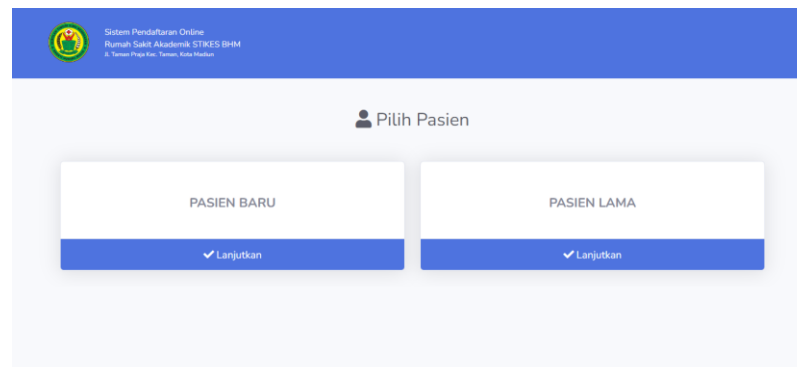 Sistem Pendaftaran Online
Rumah Sakit Akademik STIKES BHM
Jl. Taman Praja Kec. Taman, Kota Madiun
Pilih Pasien
PASIEN BARU
PASIEN LAMA
Lanjutkan
Lanjutkan